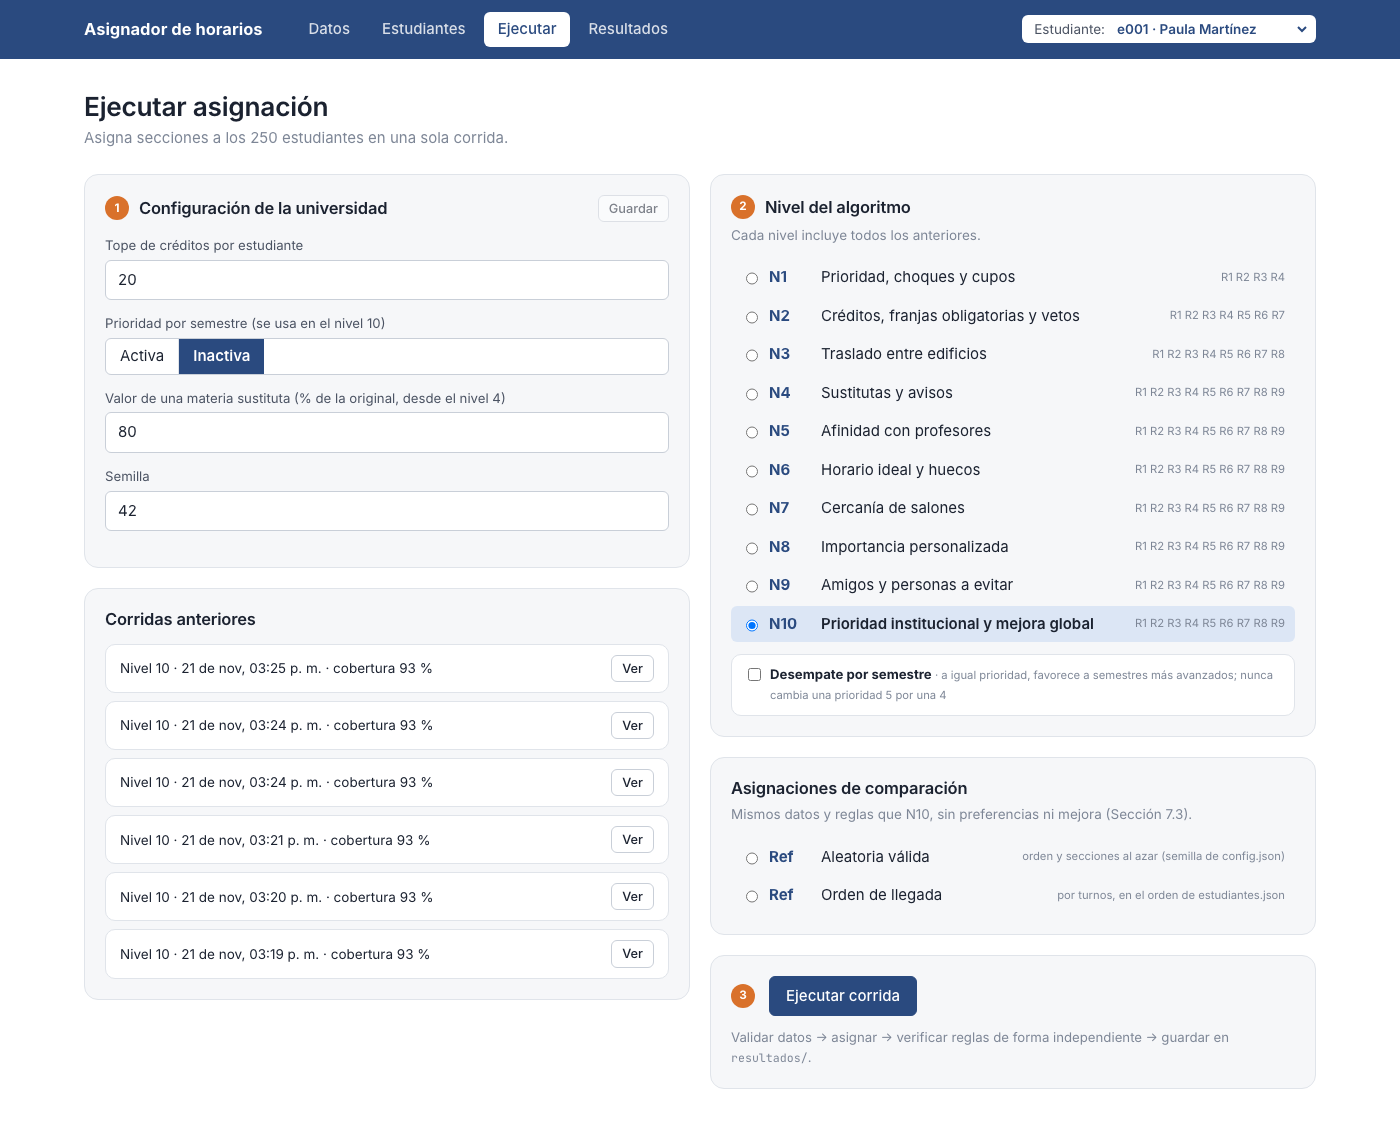 Asignador de horarios
Datos
Estudiantes
Ejecutar
Resultados
Estudiante: e001 · Paula Martínez
Ejecutar asignación
Asigna secciones a los 250 estudiantes en una sola corrida.
1 Configuración de la universidad
Guardar
Tope de créditos por estudiante
20
Prioridad por semestre (se usa en el nivel 10)
Activa Inactiva
Valor de una materia sustituta (% de la original, desde el nivel 4)
80
Semilla
42
Corridas anteriores
Nivel 10 · 21 de nov, 03:25 p. m. · cobertura 93 % Ver
Nivel 10 · 21 de nov, 03:24 p. m. · cobertura 93 % Ver
Nivel 10 · 21 de nov, 03:24 p. m. · cobertura 93 % Ver
Nivel 10 · 21 de nov, 03:21 p. m. · cobertura 93 % Ver
Nivel 10 · 21 de nov, 03:20 p. m. · cobertura 93 % Ver
Nivel 10 · 21 de nov, 03:19 p. m. · cobertura 93 % Ver
2 Nivel del algoritmo
Cada nivel incluye todos los anteriores.
N1 Prioridad, choques y cupos R1 R2 R3 R4
N2 Créditos, franjas obligatorias y vetos R1 R2 R3 R4 R5 R6 R7
N3 Traslado entre edificios R1 R2 R3 R4 R5 R6 R7 R8
N4 Sustitutas y avisos R1 R2 R3 R4 R5 R6 R7 R8 R9
N5 Afinidad con profesores R1 R2 R3 R4 R5 R6 R7 R8 R9
N6 Horario ideal y huecos R1 R2 R3 R4 R5 R6 R7 R8 R9
N7 Cercanía de salones R1 R2 R3 R4 R5 R6 R7 R8 R9
N8 Importancia personalizada R1 R2 R3 R4 R5 R6 R7 R8 R9
N9 Amigos y personas a evitar R1 R2 R3 R4 R5 R6 R7 R8 R9
N10 Prioridad institucional y mejora global R1 R2 R3 R4 R5 R6 R7 R8 R9
Desempate por semestre · a igual prioridad, favorece a semestres más avanzados; nunca
cambia una prioridad 5 por una 4
Asignaciones de comparación
Mismos datos y reglas que N10, sin preferencias ni mejora (Sección 7.3).
Ref Aleatoria válida orden y secciones al azar (semilla de config.json)
Ref Orden de llegada por turnos, en el orden de estudiantes.json
3 Ejecutar corrida
Validar datos → asignar → verificar reglas de forma independiente → guardar en
resultados/.